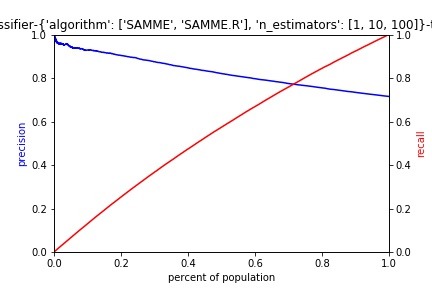 ssifier-{'algorithm': ['SAMME', 'SAMME.R'], 'n_estimators': [1, 10, 100]}-
1.0 1.0
0.8 0.8
precision recall
0.6 0.6
0.4 0.4
0.2 0.2
0.0 0.0
0.0 0.2 0.4 0.6 0.8 1.0
percent of population